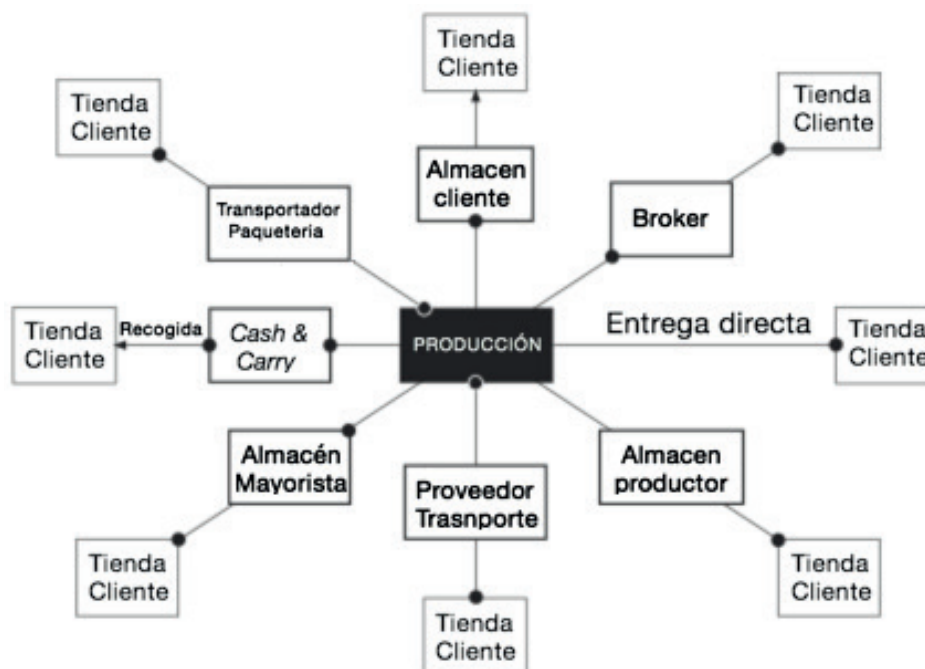 Tienda
Cliente
Tienda
Cliente
Tienda
Cliente
Almacen
cliente
Transportador
Paqueteria
Broker
Tienda
Cliente
Recogida
Cash &
Carry
PRODUCCIÓN
Entrega directa
Tienda
Cliente
Almacén
Mayorista
Proveedor
Trasnporte
Almacen
productor
Tienda
Cliente
Tienda
Cliente
Tienda
Cliente